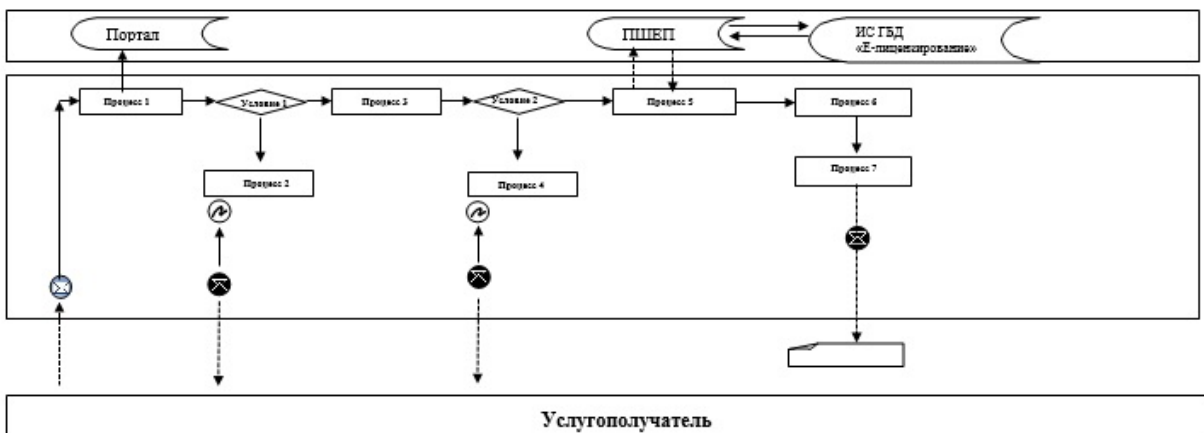 Портал
ПШЕП
ИС ГБД
«Е-лицензирование»
Процесс 1
Условие 1
Процесс 3
Условие 2
Процесс 5
Процесс 6
Процесс 2
Процесс 4
Процесс 7
Услугополучатель